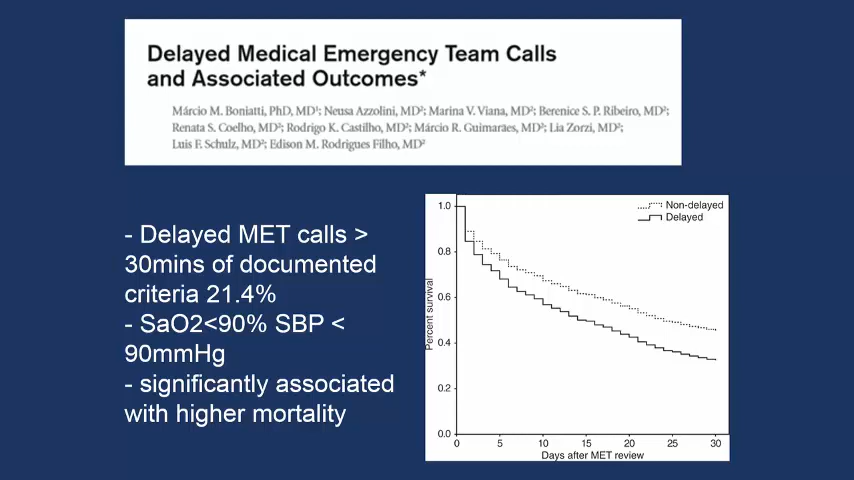 Delayed Medical Emergency Team Calls
and Associated Outcomes*
Márcio M. Boniatti, PhD, MD¹; Neusa Azzolini, MD²; Marina V. Viana, MD²; Berenice S. P. Ribeiro, MD²;
Renata S. Coelho, MD²; Rodrigo K. Castilho, MD²; Márcio R. Guimarães, MD²; Lia Zorzi, MD²;
Luis F. Schulz, MD²; Edison M. Rodrigues Filho, MD²
- Delayed MET calls >
30mins of documented
criteria 21.4%
- SaO2<90% SBP <
90mmHg
- significantly associated
with higher mortality
Non-delayed
Delayed
Percent survival
1.0
0.8
0.6
0.4
0.2
0.0
0 5 10 15 20 25 30
Days after MET review